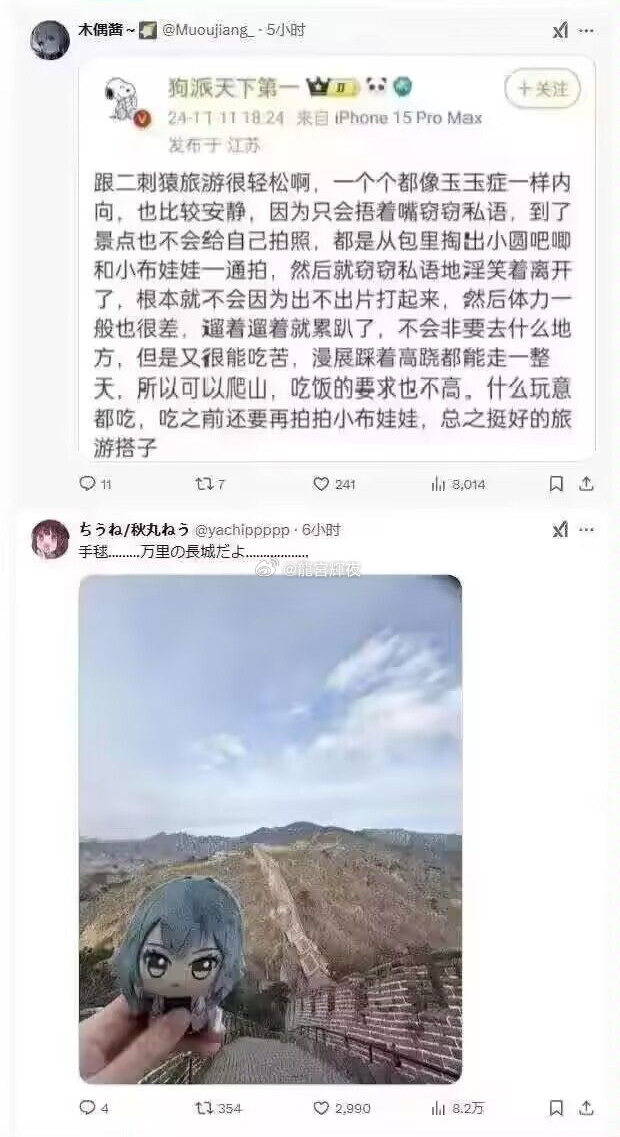 木偶酱~ @Muoujiang_ · 5小时
狗派天下第一 II
+关注
24-11-11 18:24 来自 iPhone 15 Pro Max
发布于 江苏
跟二刺猿旅游很轻松啊，一个个都像玉玉症一样内
向，也比较安静，因为只会捂着嘴窃窃私语，到了
景点也不会给自己拍照，都是从包里掏出小圆吧唧
和小布娃娃一通拍，然后就窃窃私语地淫笑着离开
了，根本就不会因为出不出片打起来，然后体力一
般也很差，遛着遛着就累趴了，不会非要去什么地
方，但是又很能吃苦，漫展踩着高跷都能走一整
天，所以可以爬山，吃饭的要求也不高。什么玩意
都吃，吃之前还要再拍拍小布娃娃，总之挺好的旅
游搭子
11 7 241 8,014
ちうね/秋丸ねう @yachippppp · 6小时
手毬.........万里の長城だよ.................
@龍宮輝夜
4 354 2,990 8.2万